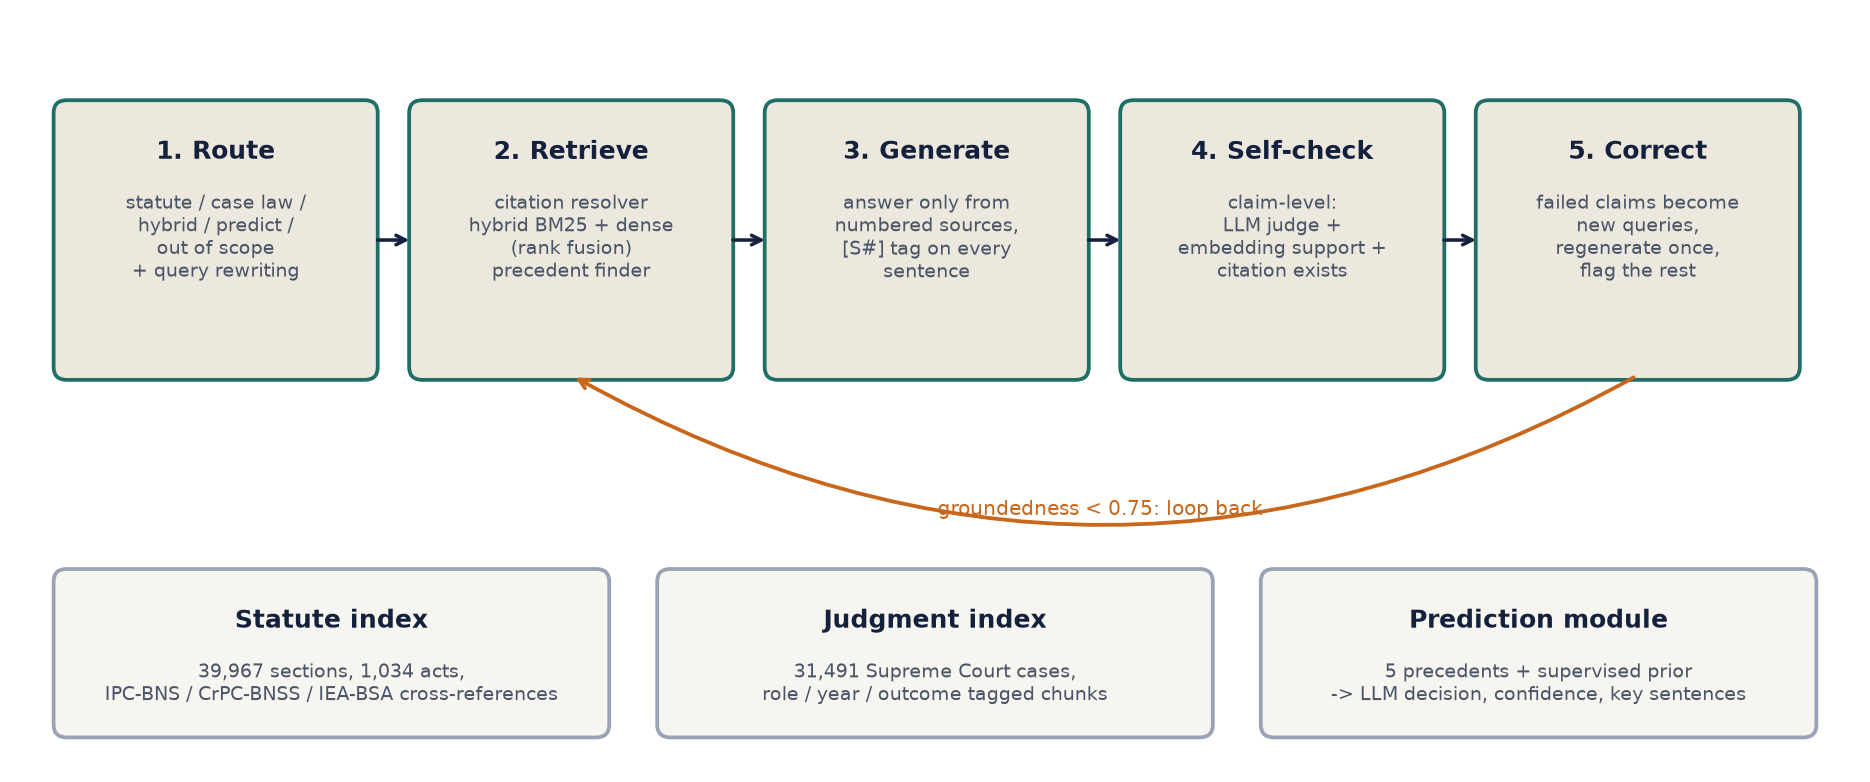 1. Route
statute / case law /
hybrid / predict /
out of scope
+ query rewriting
2. Retrieve
citation resolver
hybrid BM25 + dense
(rank fusion)
precedent finder
3. Generate
answer only from
numbered sources,
[S#] tag on every
sentence
4. Self-check
claim-level:
LLM judge +
embedding support +
citation exists
5. Correct
failed claims become
new queries,
regenerate once,
flag the rest
groundedness < 0.75: loop back
Statute index
39,967 sections, 1,034 acts,
IPC-BNS / CrPC-BNSS / IEA-BSA cross-references
Judgment index
31,491 Supreme Court cases,
role / year / outcome tagged chunks
Prediction module
5 precedents + supervised prior
-> LLM decision, confidence, key sentences